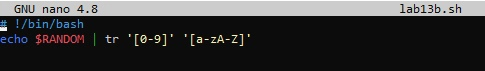 GNU nano 4.8 lab13b.sh
# !/bin/bash
echo $RANDOM | tr '[0-9]' '[a-zA-Z]'